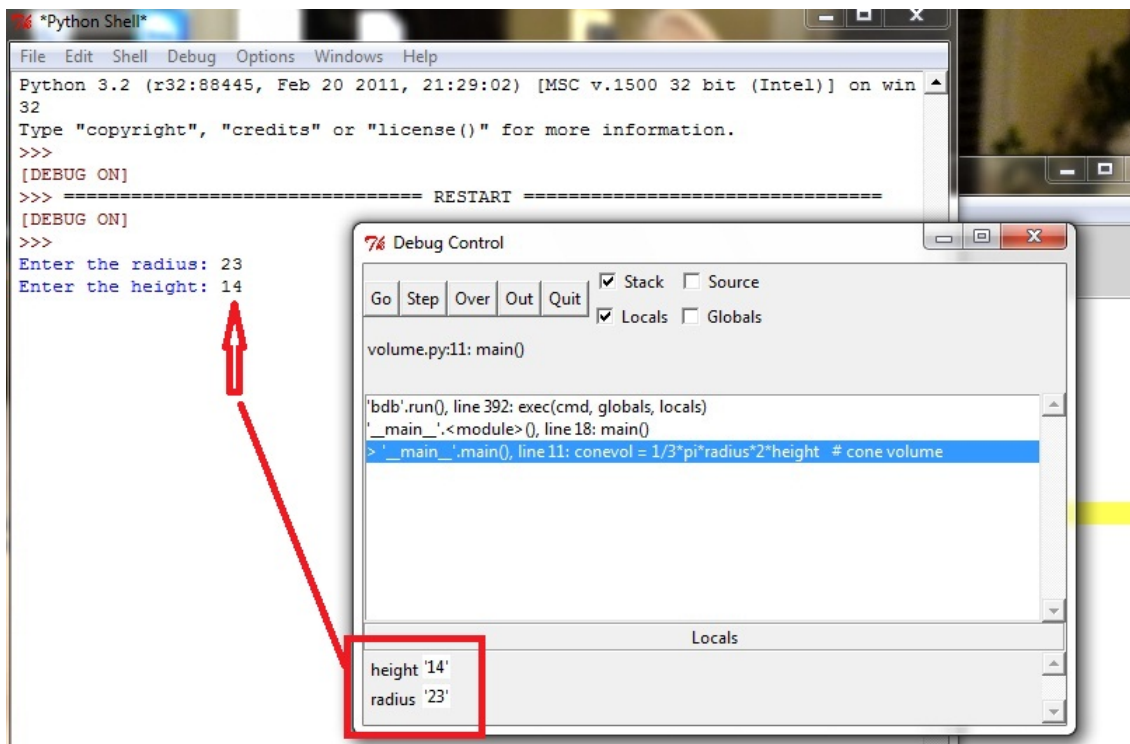 *Python Shell*
File Edit Shell Debug Options Windows Help
Python 3.2 (r32:88445, Feb 20 2011, 21:29:02) [MSC v.1500 32 bit (Intel)] on win
32
Type "copyright", "credits" or "license()" for more information.
>>>
[DEBUG ON]
>>> ================================ RESTART ================================
[DEBUG ON]
>>>
Enter the radius: 23
Enter the height: 14
Debug Control
Go Step Over Out Quit
Stack Source
Locals Globals
volume.py:11: main()
'bdb'.run(), line 392: exec(cmd, globals, locals)
'__main__'.<module>(), line 18: main()
> '__main__'.main(), line 11: conevol = 1/3*pi*radius*2*height # cone volume
Locals
height '14'
radius '23'